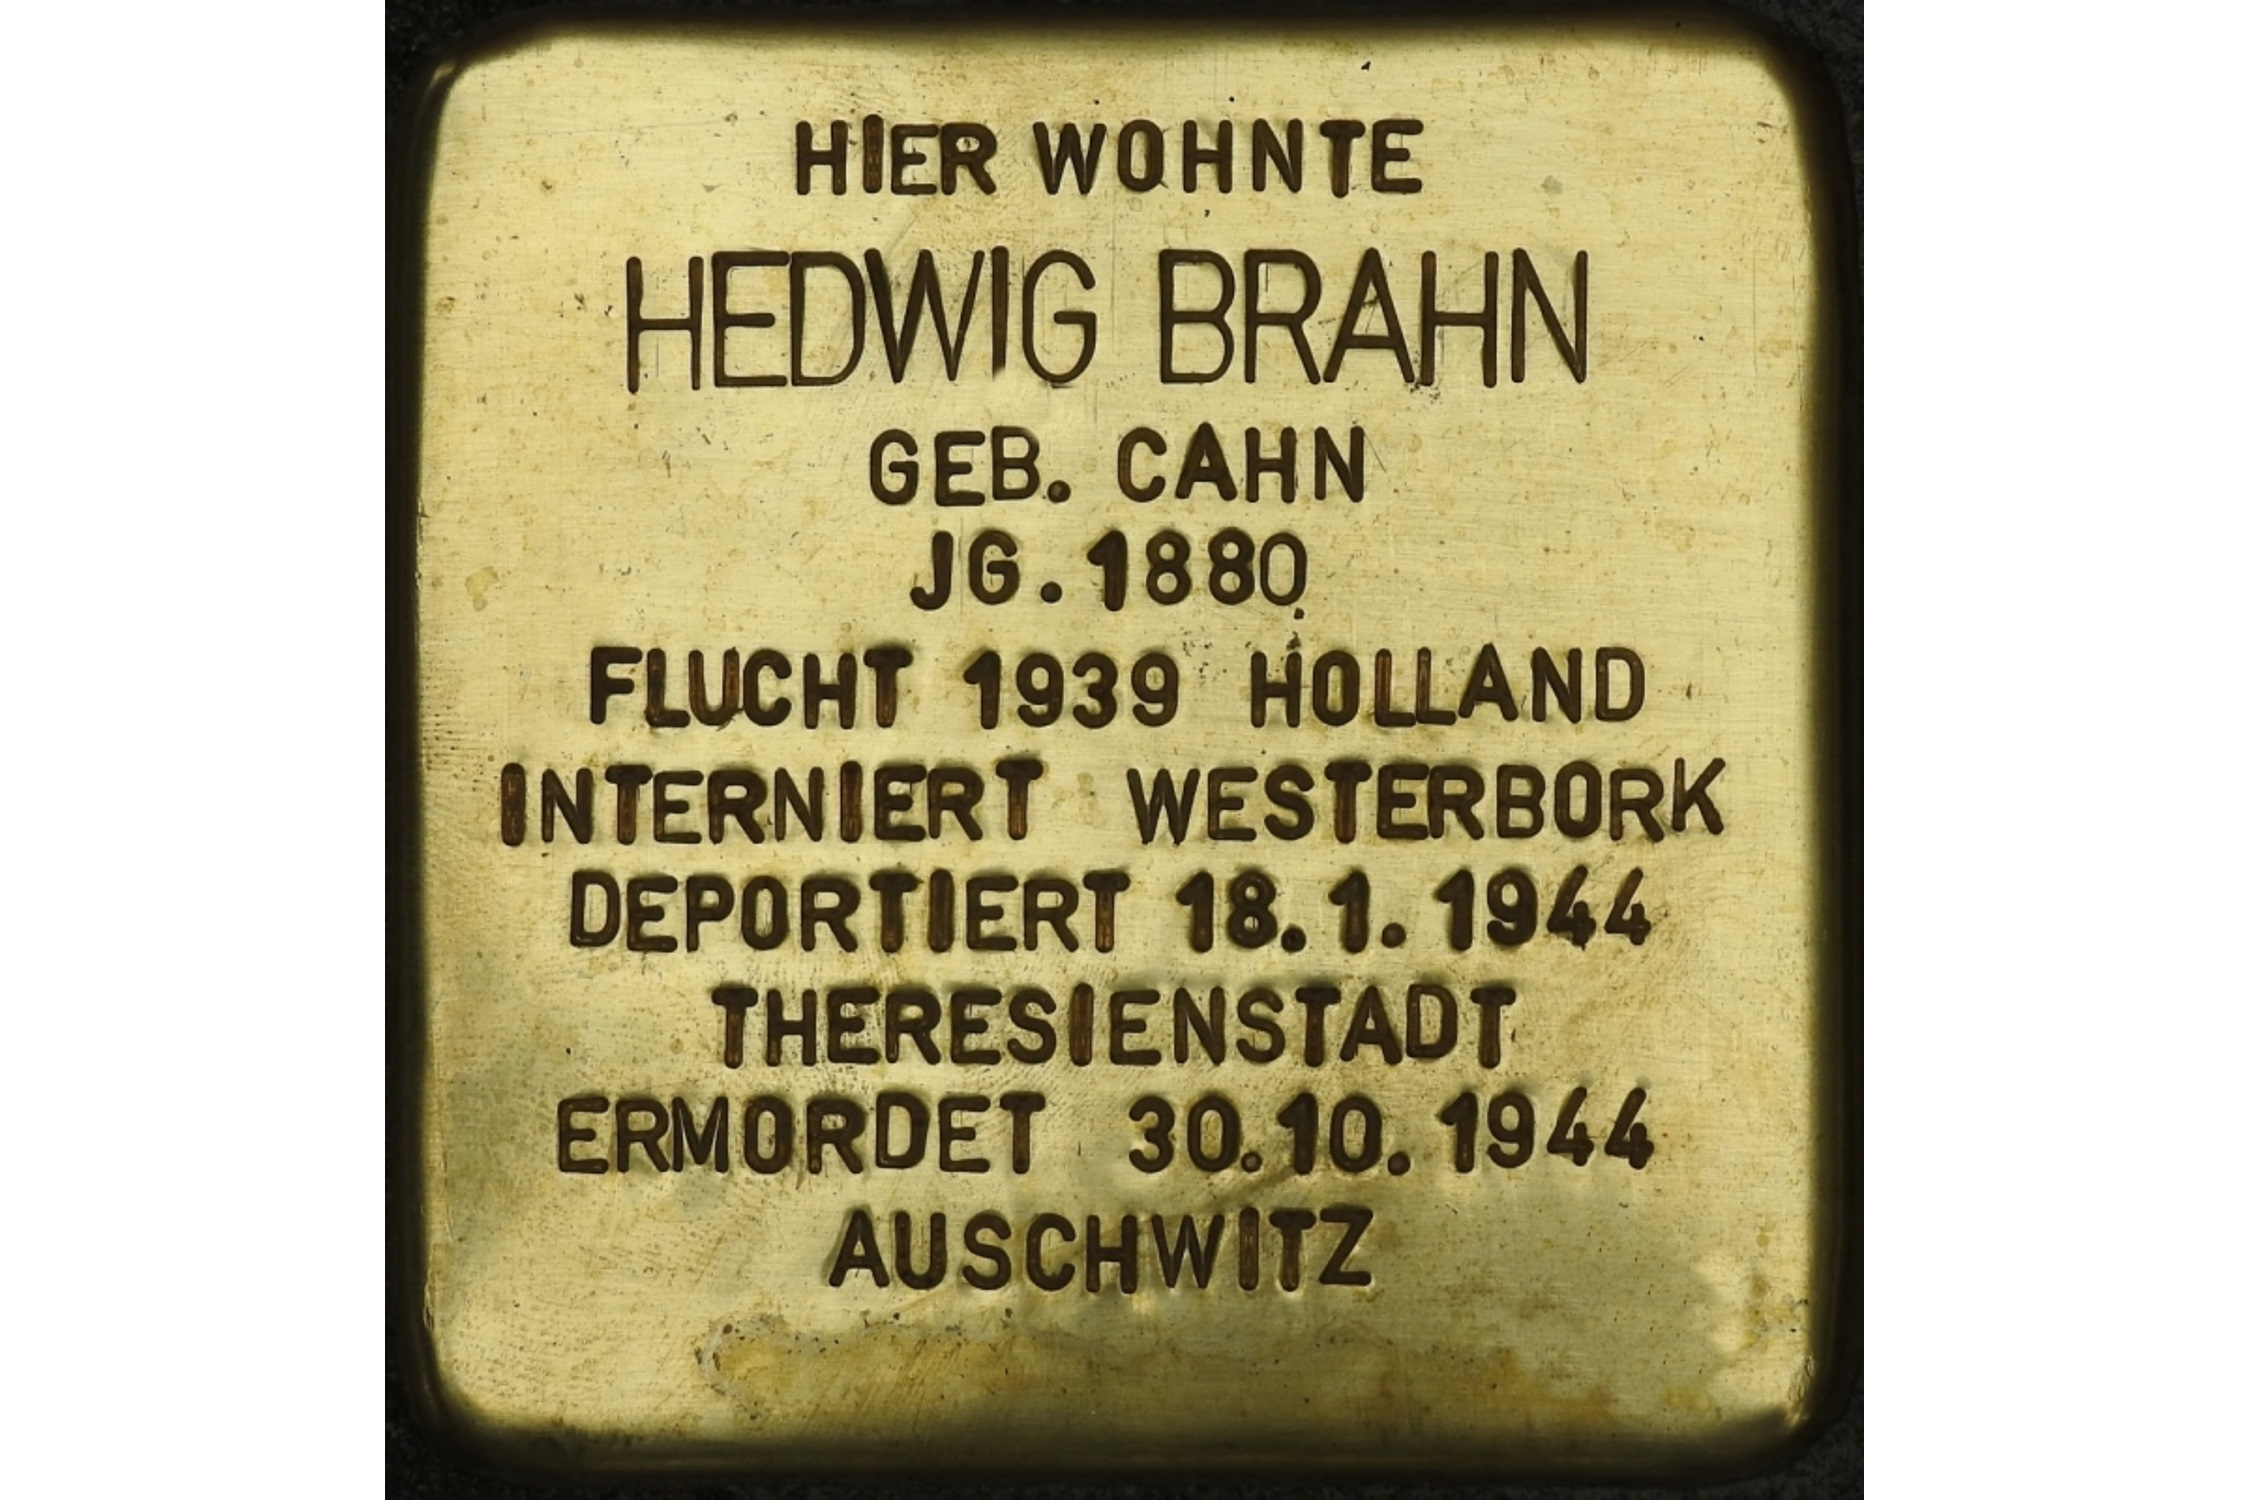 HIER WOHNTE
HEDWIG BRAHN
GEB. CAHN
JG. 1880
FLUCHT 1939 HOLLAND
INTERNIERT WESTERBORK
DEPORTIERT 18.1.1944
THERESIENSTADT
ERMORDET 30.10.1944
AUSCHWITZ